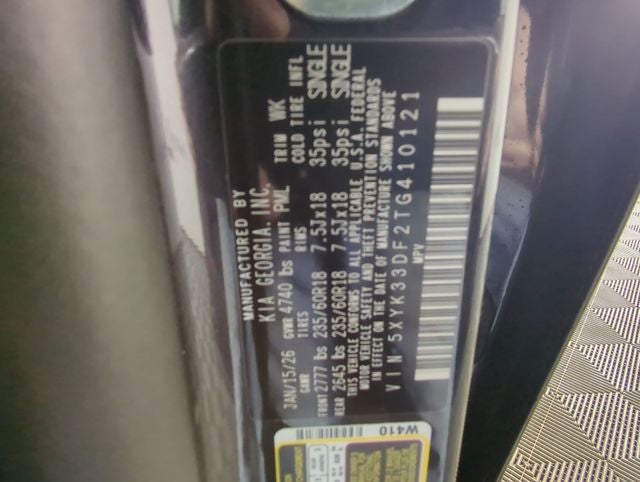 MANUFACTURED BY
KIA GEORGIA, INC.
JAN/15/26 GVWR 4740 lbs PAINT PML TRIM WK
GAWR TIRES RIMS COLD TIRE INFL
FRONT 2777 lbs 235/60R18 7.5Jx18 35psi SINGLE
REAR 2645 lbs 235/60R18 7.5Jx18 35psi SINGLE
THIS VEHICLE CONFORMS TO ALL APPLICABLE U.S.A. FEDERAL
MOTOR VEHICLE SAFETY AND THEFT PREVENTION STANDARDS
IN EFFECT ON THE DATE OF MANUFACTURE SHOWN ABOVE
VIN 5XYK33DF2TG410121
MPV
W410